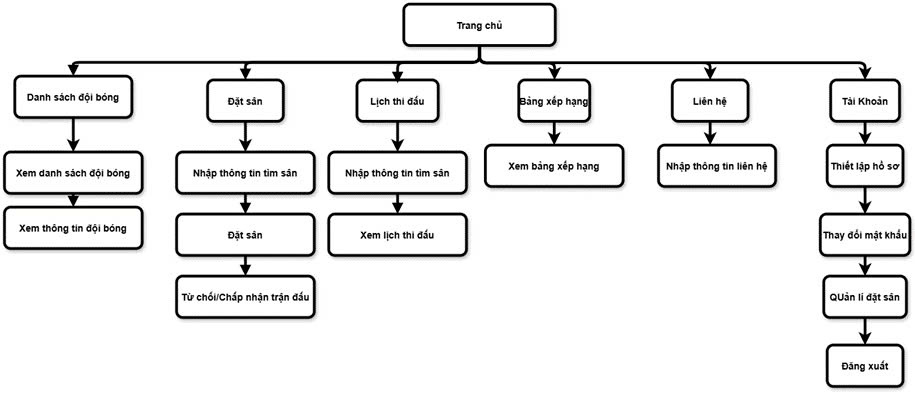 Trang chủ
Danh sách đội bóng
Đặt sân
Lịch thi đấu
Bảng xếp hạng
Liên hệ
Tài Khoản
Xem danh sách đội bóng
Nhập thông tin tìm sân
Nhập thông tin tìm sân
Xem bảng xếp hạng
Nhập thông tin liên hệ
Thiết lập hồ sơ
Xem thông tin đội bóng
Đặt sân
Xem lịch thi đấu
Thay đổi mật khẩu
Từ chối/Chấp nhận trận đấu
QUản lí đặt sân
Đăng xuất